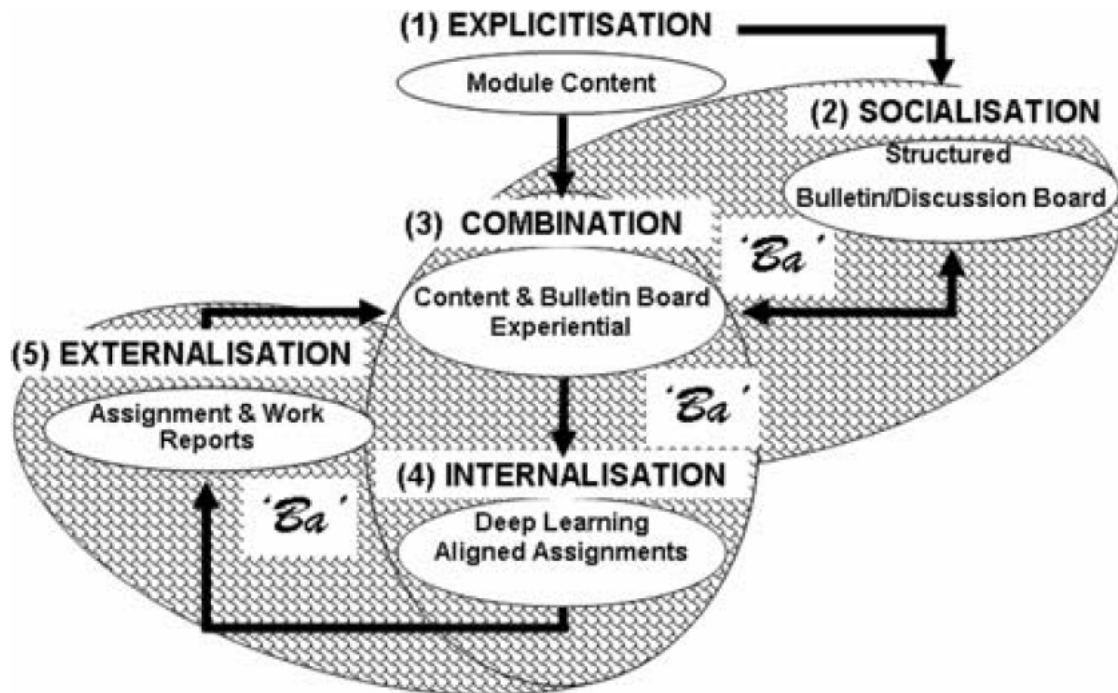 (1) EXPLICITISATION
Module Content
(2) SOCIALISATION
Structured
Bulletin/Discussion Board
(3) COMBINATION
'Ba'
Content & Bulletin Board
Experiential
(5) EXTERNALISATION
Assignment & Work
Reports
'Ba'
(4) INTERNALISATION
'Ba'
Deep Learning
Aligned Assignments